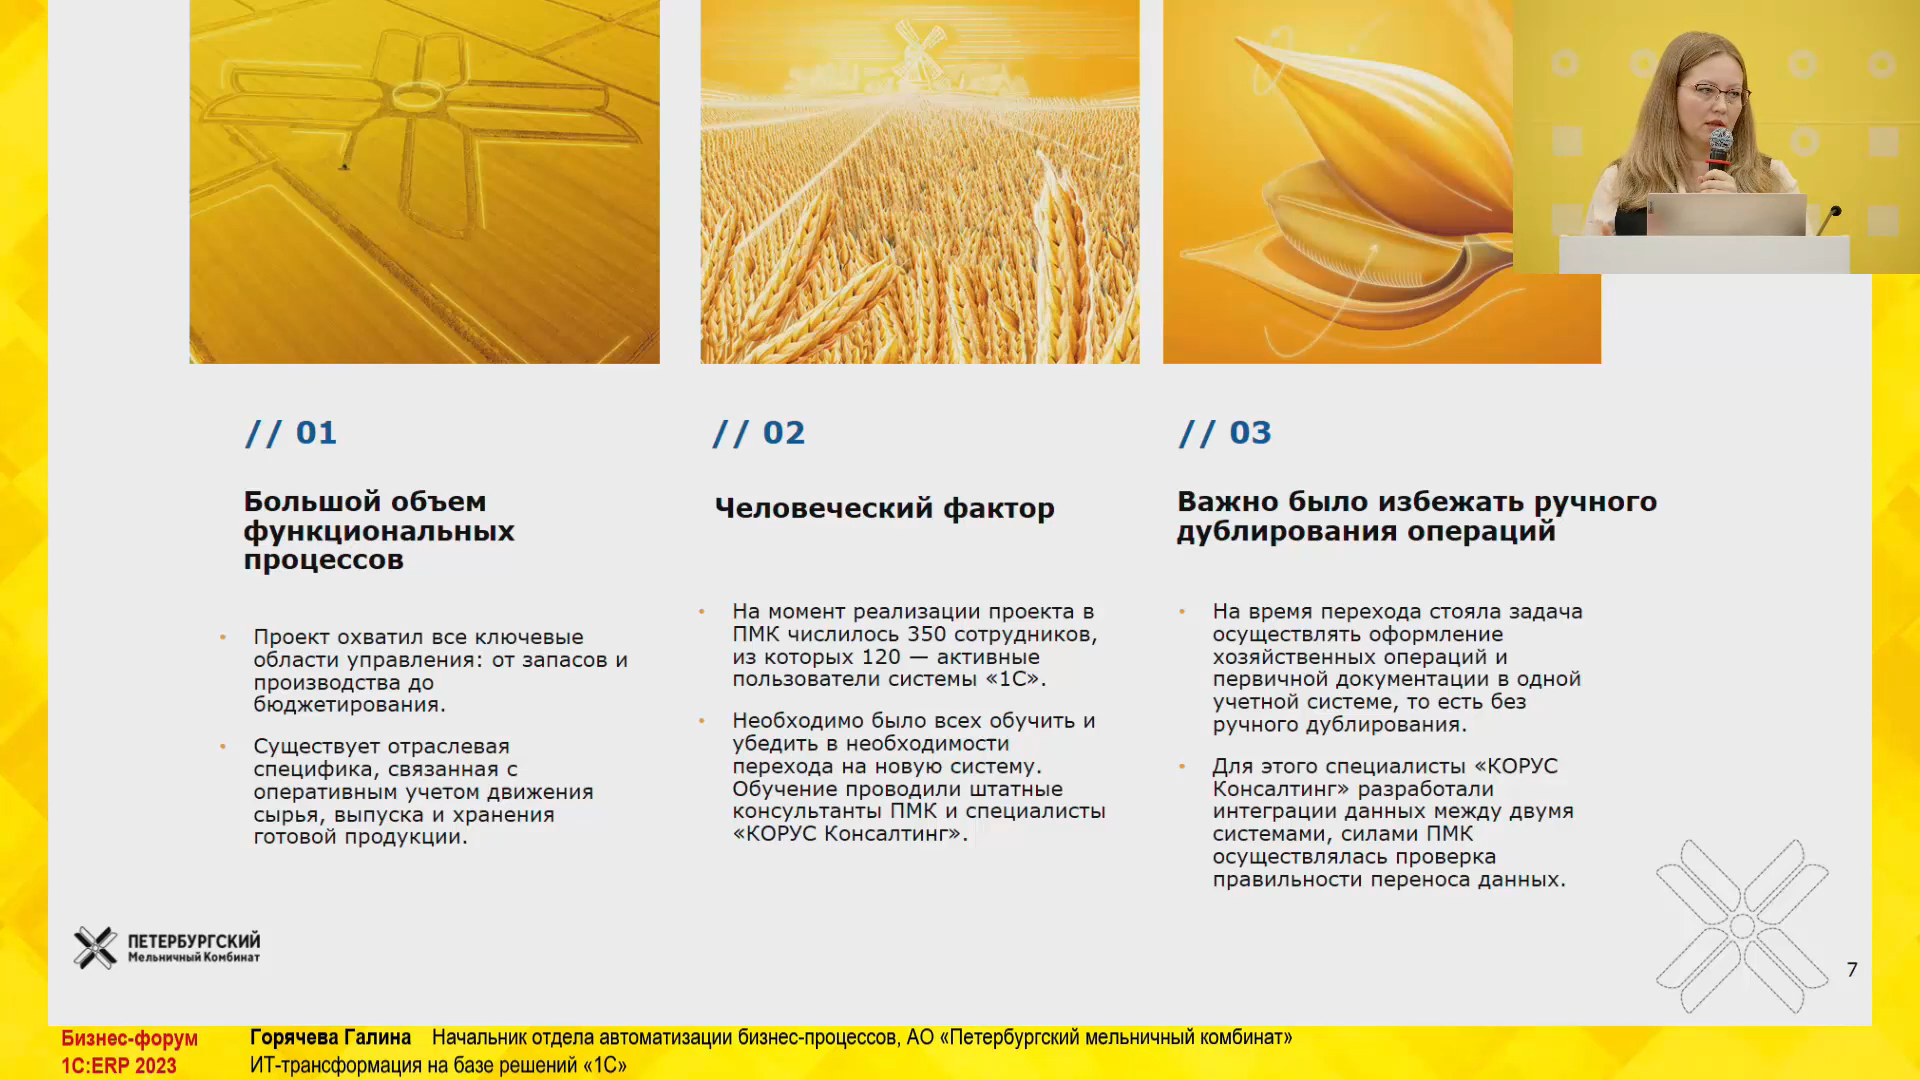 // 01
Большой объем
функциональных
процессов
Проект охватил все ключевые
области управления: от запасов и
производства до
бюджетирования.
Существует отраслевая
специфика, связанная с
оперативным учетом движения
сырья, выпуска и хранения
готовой продукции.
// 02
Человеческий фактор
На момент реализации проекта в
ПМК числилось 350 сотрудников,
из которых 120 — активные
пользователи системы «1С».
Необходимо было всех обучить и
убедить в необходимости
перехода на новую систему.
Обучение проводили штатные
консультанты ПМК и специалисты
«КОРУС Консалтинг».
// 03
Важно было избежать ручного
дублирования операций
На время перехода стояла задача
осуществлять оформление
хозяйственных операций и
первичной документации в одной
учетной системе, то есть без
ручного дублирования.
Для этого специалисты «КОРУС
Консалтинг» разработали
интеграции данных между двумя
системами, силами ПМК
осуществлялась проверка
правильности переноса данных.
ПЕТЕРБУРГСКИЙ
Мельничный Комбинат
7
Бизнес-форум
1С:ERP 2023
Горячева Галина Начальник отдела автоматизации бизнес-процессов, АО «Петербургский мельничный комбинат»
ИТ-трансформация на базе решений «1С»